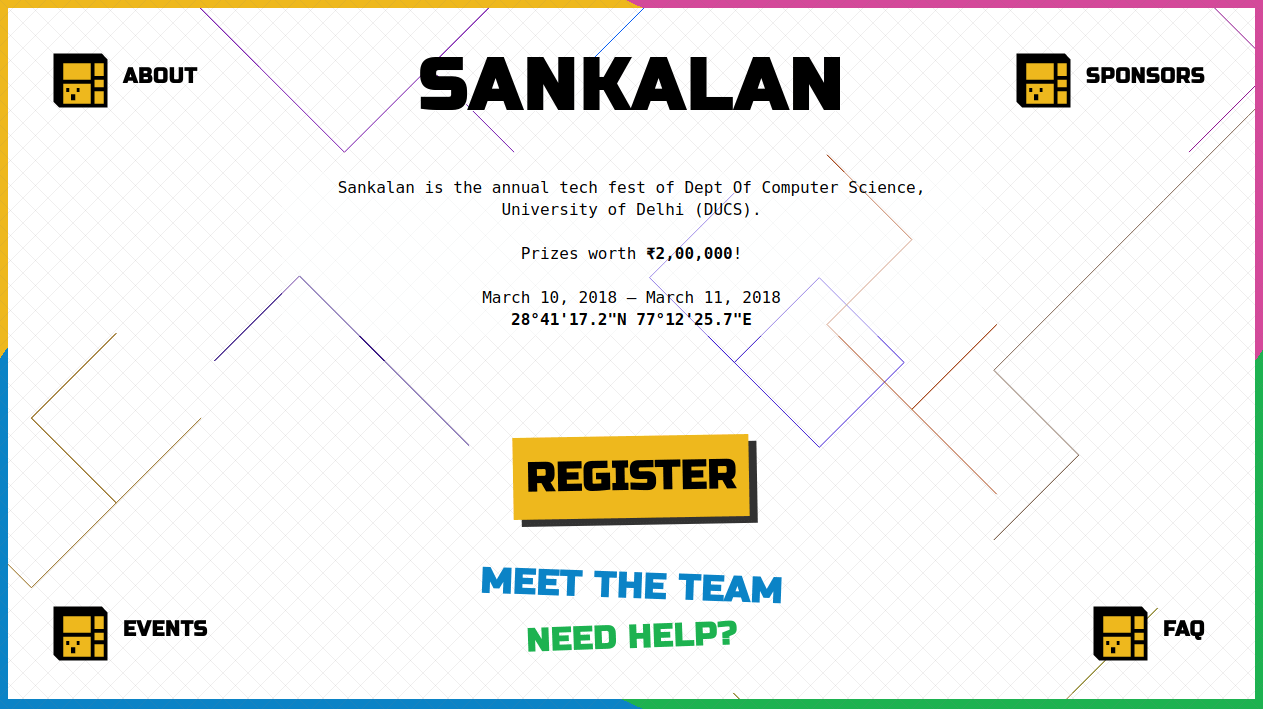 ABOUT
SANKALAN
SPONSORS
Sankalan is the annual tech fest of Dept Of Computer Science,
University of Delhi (DUCS).
Prizes worth ₹2,00,000!
March 10, 2018 – March 11, 2018
28°41'17.2"N 77°12'25.7"E
REGISTER
MEET THE TEAM
NEED HELP?
EVENTS
FAQ